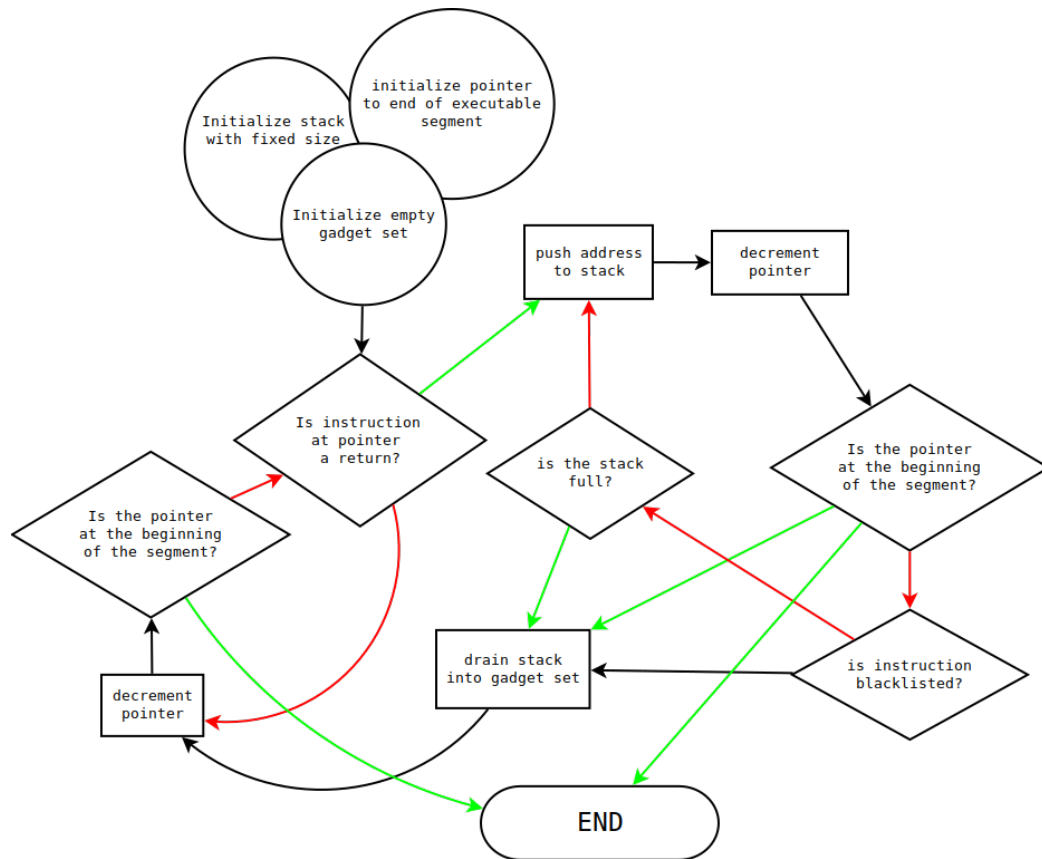 initialize pointer
to end of executable
segment
Initialize stack
with fixed size
Initialize empty
gadget set
push address
to stack
decrement
pointer
Is instruction
at pointer
a return?
is the stack
full?
Is the pointer
at the beginning
of the segment?
Is the pointer
at the beginning
of the segment?
drain stack
into gadget set
is instruction
blacklisted?
decrement
pointer
END